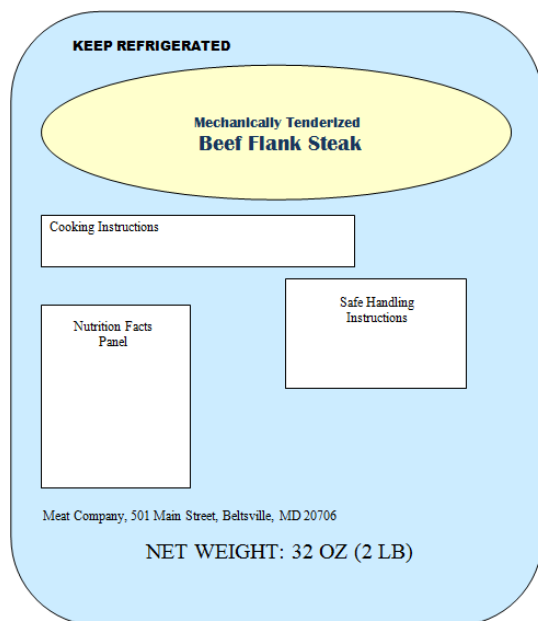 KEEP REFRIGERATED
Mechanically Tenderized
Beef Flank Steak
Cooking Instructions
Safe Handling
Instructions
Nutrition Facts
Panel
Meat Company, 501 Main Street, Beltsville, MD 20706
NET WEIGHT: 32 OZ (2 LB)